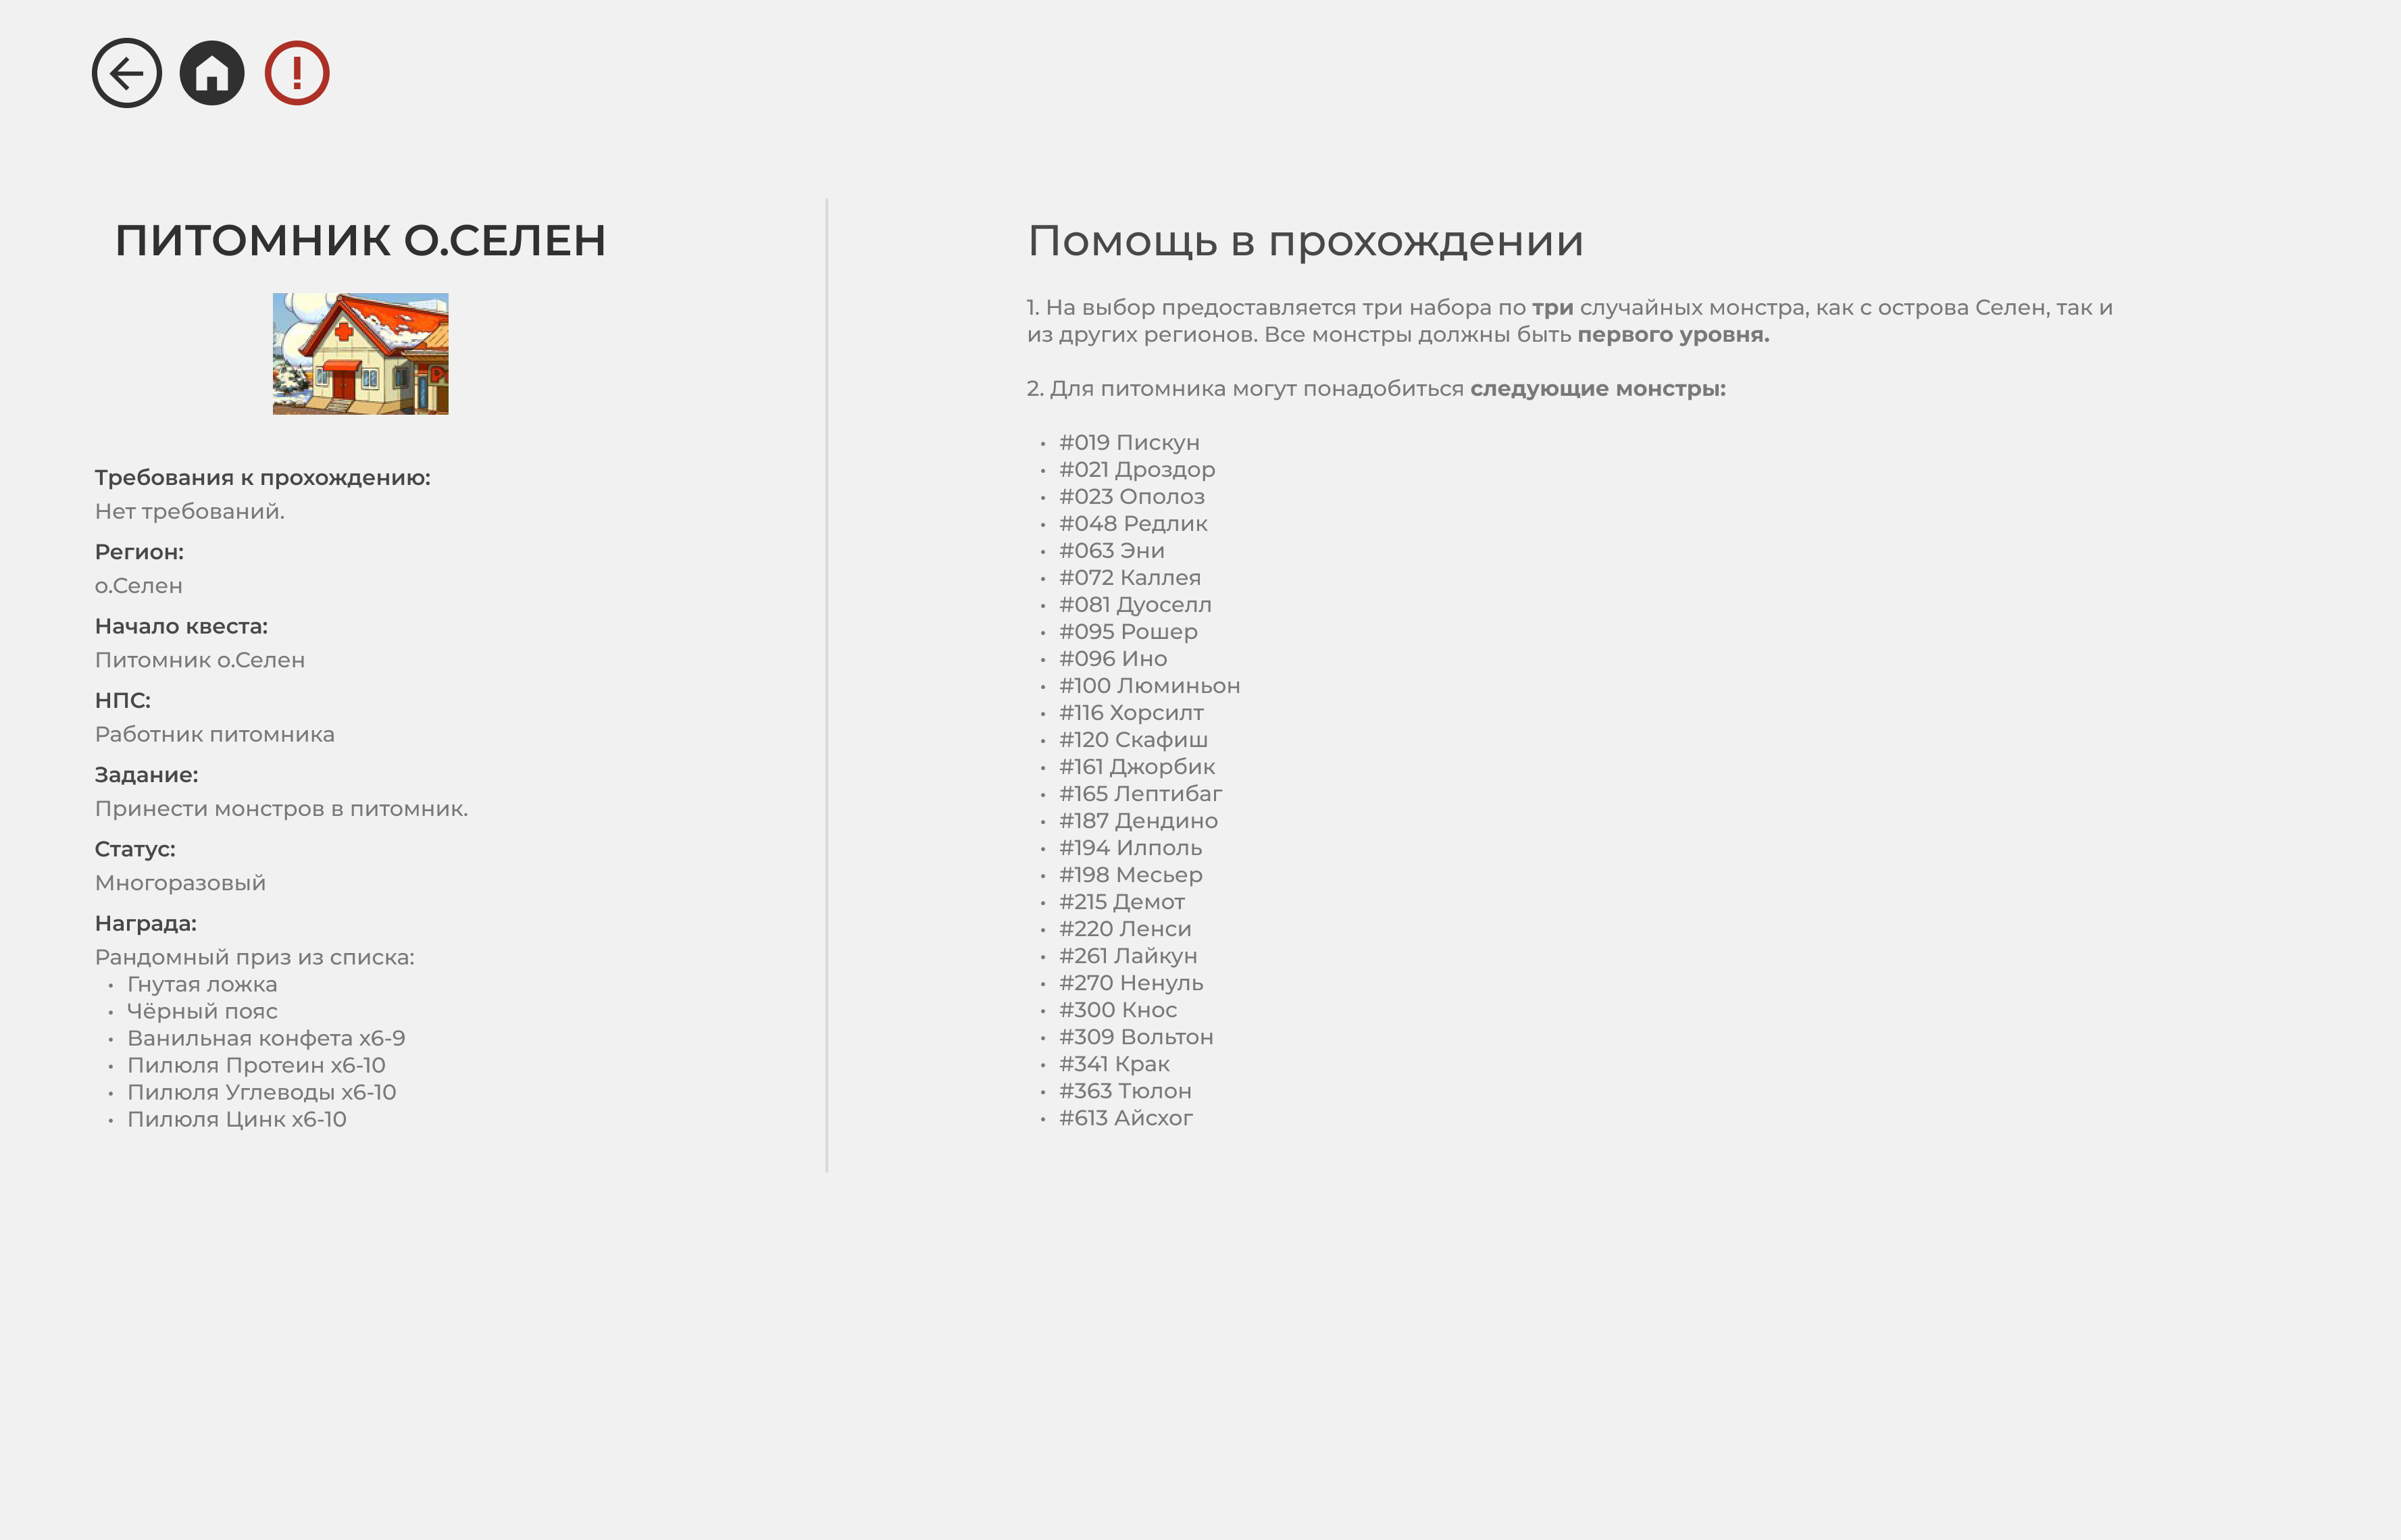 ПИТОМНИК О.СЕЛЕН
Требования к прохождению:
Нет требований.
Регион:
о.Селен
Начало квеста:
Питомник о.Селен
НПС:
Работник питомника
Задание:
Принести монстров в питомник.
Статус:
Многоразовый
Награда:
Рандомный приз из списка:
• Гнутая ложка
• Чёрный пояс
• Ванильная конфета х6-9
• Пилюля Протеин х6-10
• Пилюля Углеводы х6-10
• Пилюля Цинк х6-10
Помощь в прохождении
1. На выбор предоставляется три набора по три случайных монстра, как с острова Селен, так и
из других регионов. Все монстры должны быть первого уровня.
2. Для питомника могут понадобиться следующие монстры:
• #019 Пискун
• #021 Дроздор
• #023 Ополоз
• #048 Редлик
• #063 Эни
• #072 Каллея
• #081 Дуоселл
• #095 Рошер
• #096 Ино
• #100 Люминьон
• #116 Хорсилт
• #120 Скафиш
• #161 Джорбик
• #165 Лептибаг
• #187 Дендино
• #194 Илполь
• #198 Месьер
• #215 Демот
• #220 Ленси
• #261 Лайкун
• #270 Ненуль
• #300 Кнос
• #309 Вольтон
• #341 Крак
• #363 Тюлон
• #613 Айсхог